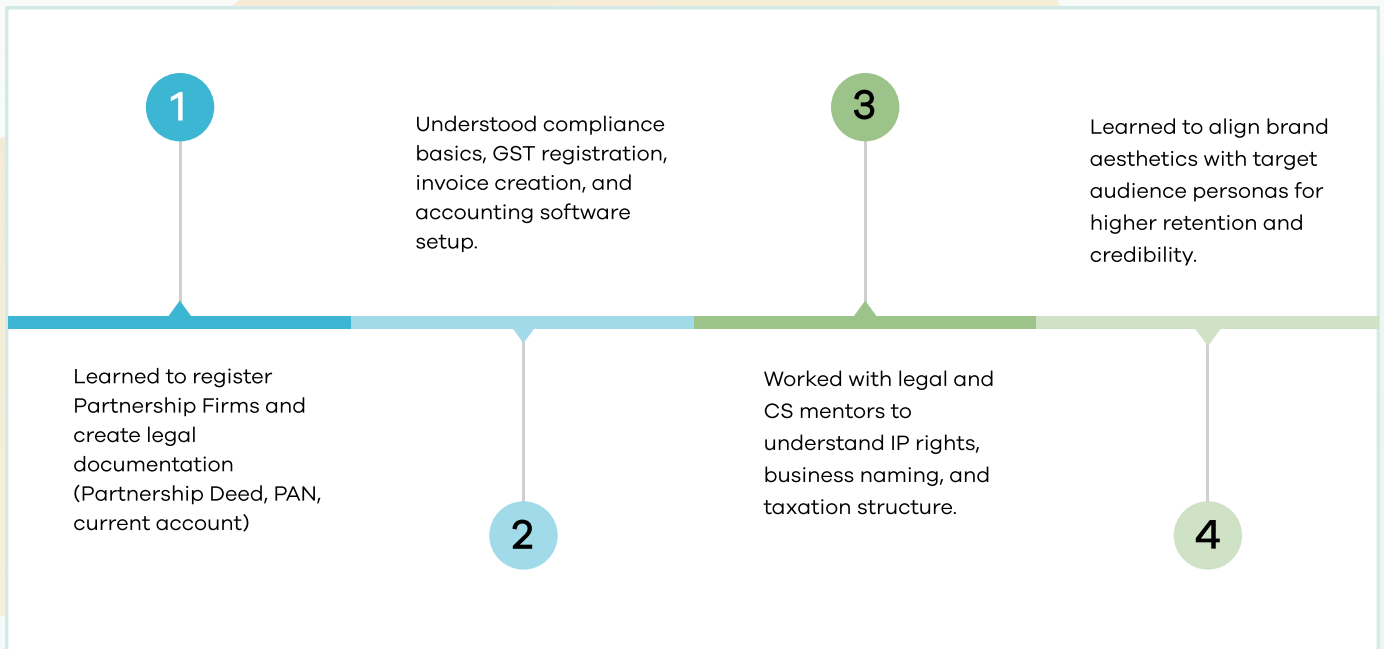 1
Learned to register
Partnership Firms and
create legal
documentation
(Partnership Deed, PAN,
current account)
Understood compliance
basics, GST registration,
invoice creation, and
accounting software
setup.
2
3
Worked with legal and
CS mentors to
understand IP rights,
business naming, and
taxation structure.
Learned to align brand
aesthetics with target
audience personas for
higher retention and
credibility.
4